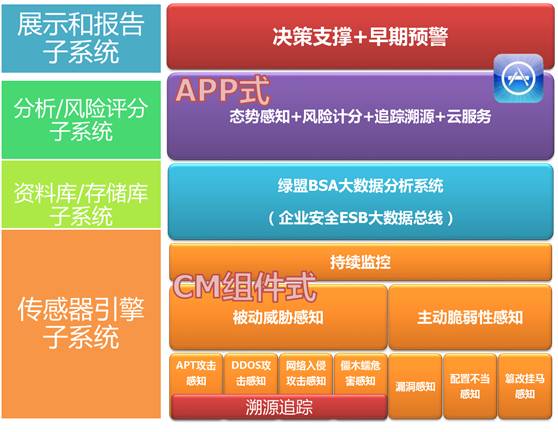 展示和报告
子系统
决策支撑+早期预警
分析/风险评分
子系统
APP式
态势感知+风险计分+追踪溯源+云服务
资料库/存储库
子系统
绿盟BSA大数据分析系统
（企业安全ESB大数据总线）
传感器引擎
子系统
持续监控
CM组件式
被动威胁感知
主动脆弱性感知
APT攻击
感知
DDOS攻
击感知
网络入侵
攻击感知
僵木蠕危
害感知
漏洞感知
配置不当
感知
篡改挂马
感知
溯源追踪